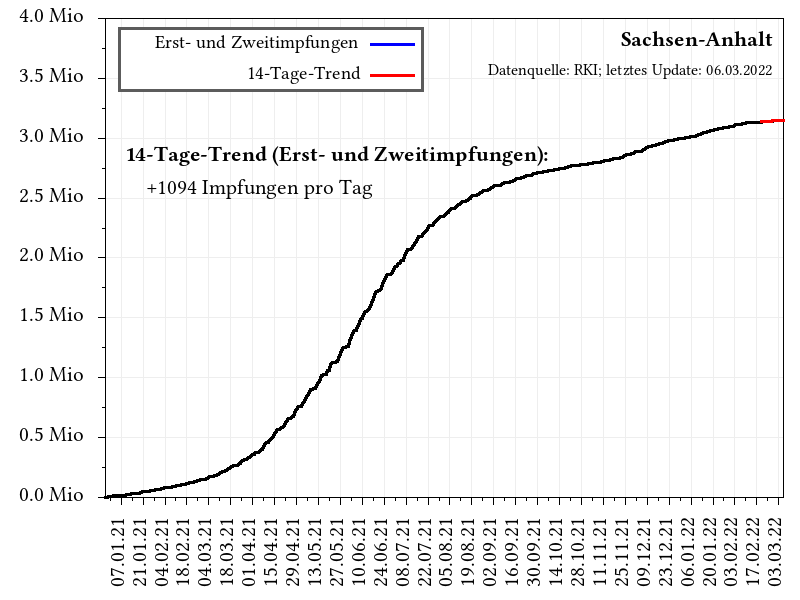 4.0 Mio
3.5 Mio
3.0 Mio
2.5 Mio
2.0 Mio
1.5 Mio
1.0 Mio
0.5 Mio
0.0 Mio
Erst- und Zweitimpfungen
14-Tage-Trend
Sachsen-Anhalt
Datenquelle: RKI; letztes Update: 06.03.2022
14-Tage-Trend (Erst- und Zweitimpfungen):
+1094 Impfungen pro Tag
07.01.21
21.01.21
04.02.21
18.02.21
04.03.21
18.03.21
01.04.21
15.04.21
29.04.21
13.05.21
27.05.21
10.06.21
24.06.21
08.07.21
22.07.21
05.08.21
19.08.21
02.09.21
16.09.21
30.09.21
14.10.21
28.10.21
11.11.21
25.11.21
09.12.21
23.12.21
06.01.22
20.01.22
03.02.22
17.02.22
03.03.22